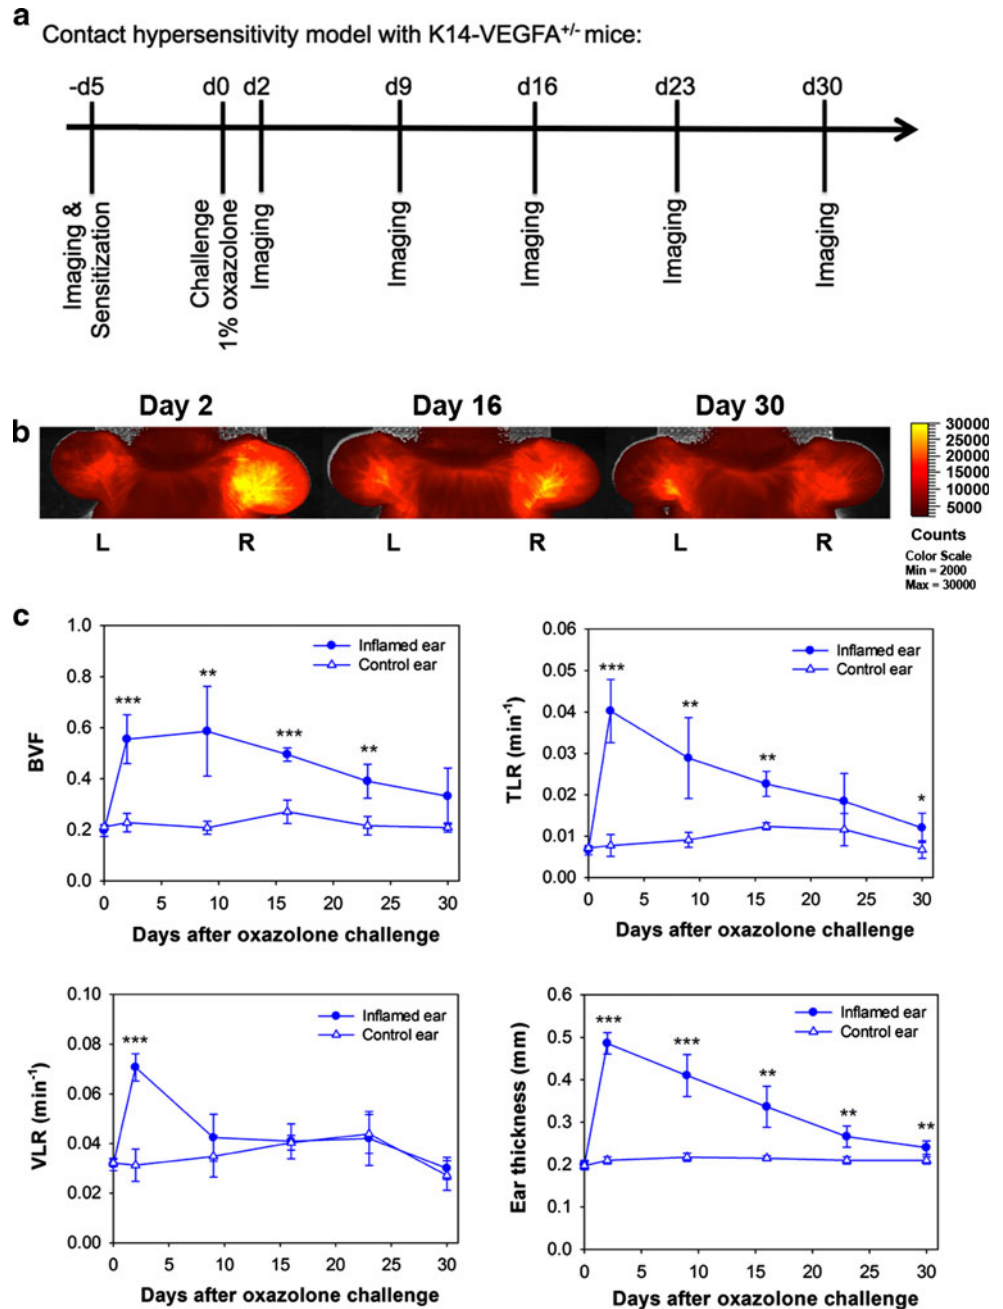 a
Contact hypersensitivity model with K14-VEGFA+/- mice:
-d5 d0 d2 d9 d16 d23 d30
Imaging &
Sensitization
Challenge
1% oxazolone
Imaging
Imaging
Imaging
Imaging
Imaging
b
Day 2 Day 16 Day 30
L R L R L R
30000
25000
20000
15000
10000
5000
Counts
Color Scale
Min = 2000
Max = 30000
c
BVF
1.0
0.8
0.6
0.4
0.2
0.0
Inflamed ear
Control ear
*** ** *** **
0 5 10 15 20 25 30
Days after oxazolone challenge
TLR (min-1)
0.06
0.05
0.04
0.03
0.02
0.01
0.00
Inflamed ear
Control ear
*** ** ** *
0 5 10 15 20 25 30
Days after oxazolone challenge
VLR (min-1)
0.10
0.08
0.06
0.04
0.02
0.00
Inflamed ear
Control ear
***
0 5 10 15 20 25 30
Days after oxazolone challenge
Ear thickness (mm)
0.6
0.5
0.4
0.3
0.2
0.1
0.0
Inflamed ear
Control ear
*** *** ** ** **
0 5 10 15 20 25 30
Days after oxazolone challenge